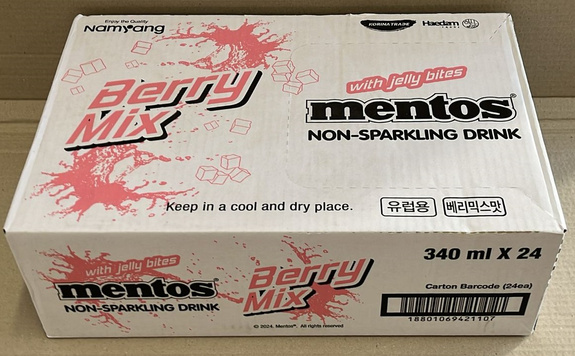 Enjoy the Quality
Namyang
KORINA TRADE
Haedam
Berry
Mix
with jelly bites
mentos
NON-SPARKLING DRINK
Keep in a cool and dry place.
유럽용
베리믹스맛
with jelly bites
mentos
NON-SPARKLING DRINK
Berry
Mix
© 2024, Mentos®. All rights reserved
340 ml X 24
Carton Barcode (24ea)
18801069421107